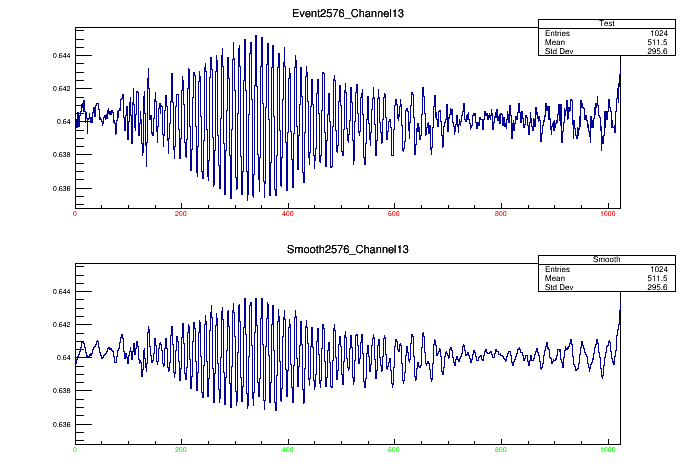 Event2576_Channel13
Test
Entries 1024
Mean 511.5
Std Dev 295.6
0.644
0.642
0.64
0.638
0.636
0 200 400 600 800 1000
Smooth2576_Channel13
Smooth
Entries 1024
Mean 511.5
Std Dev 295.6
0.644
0.642
0.64
0.638
0.636
0 200 400 600 800 1000